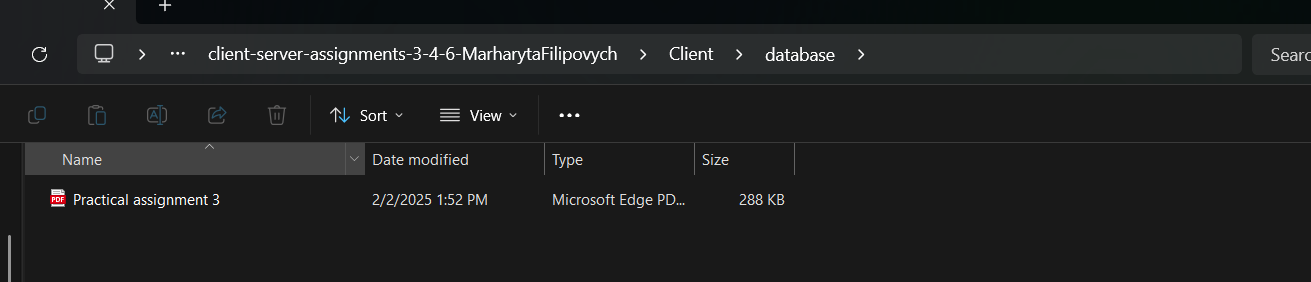 client-server-assignments-3-4-6-MarharytaFilipovych > Client > database >
Searc
Sort
View
Name
Date modified
Type
Size
PDF
Practical assignment 3
2/2/2025 1:52 PM
Microsoft Edge PD...
288 KB